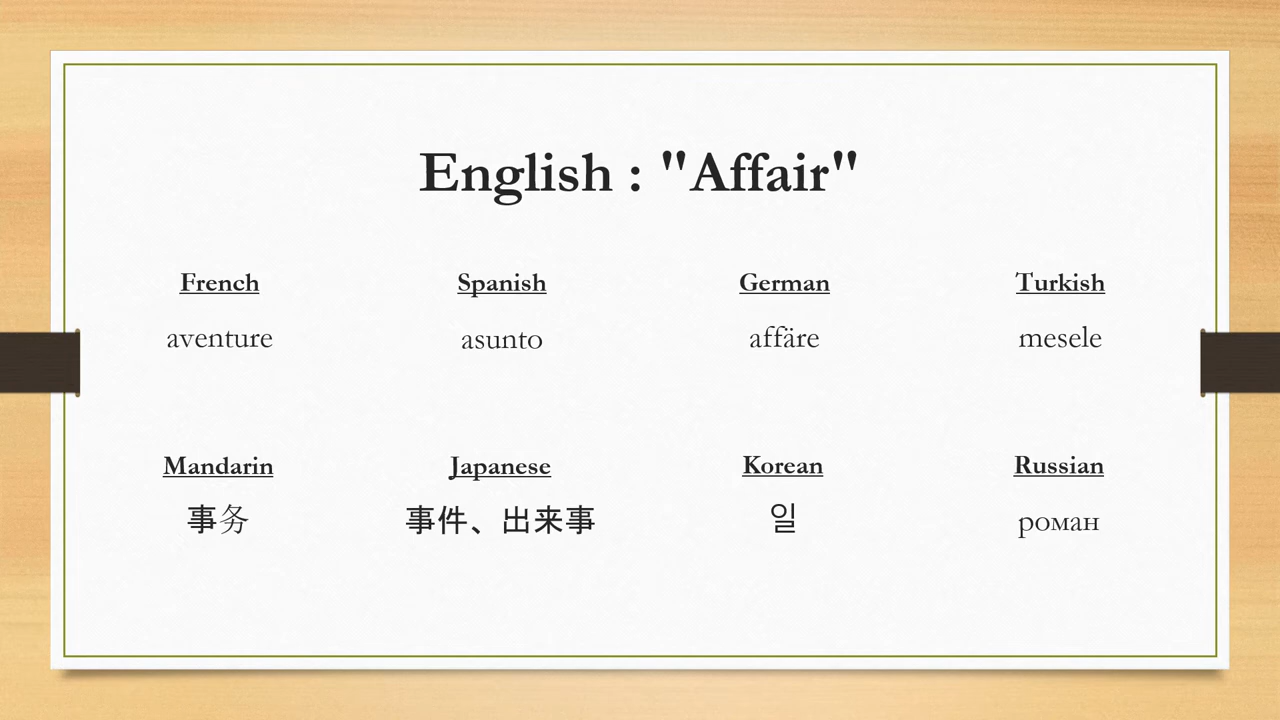 English : "Affair"
French Spanish German Turkish
aventure asunto affäre mesele
Mandarin Japanese Korean Russian
事务 事件、出来事 일 роман